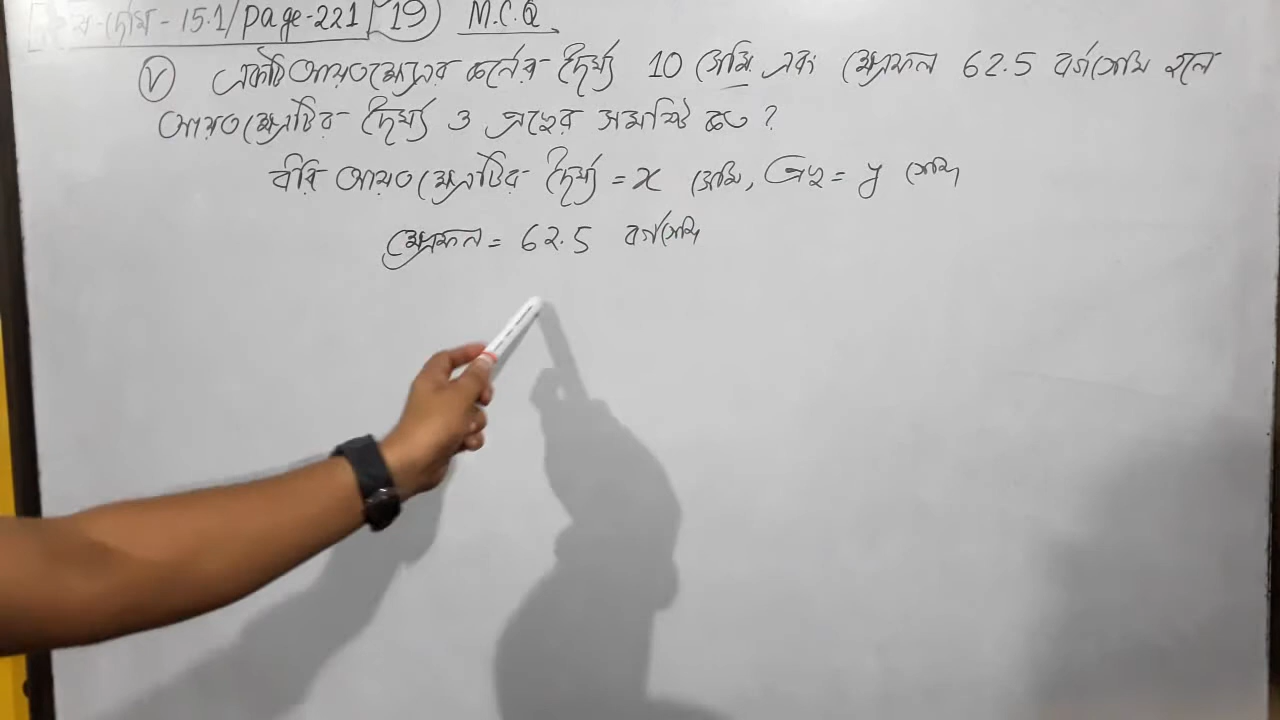 ক-দেখি - 15.1/page-221 19 M.C.Q
(V) একটি আয়তক্ষেত্রের কর্নের দৈর্ঘ্য 10 সেমি এবং ক্ষেত্রফল 62.5 বর্গসেমি হলে
আয়তক্ষেত্রটির দৈর্ঘ্য ও প্রস্থের সমষ্টি কত ?
ধরি আয়তক্ষেত্রটির দৈর্ঘ্য = x সেমি, প্রস্থ = y সেমি
ক্ষেত্রফল = 62.5 বর্গসেমি